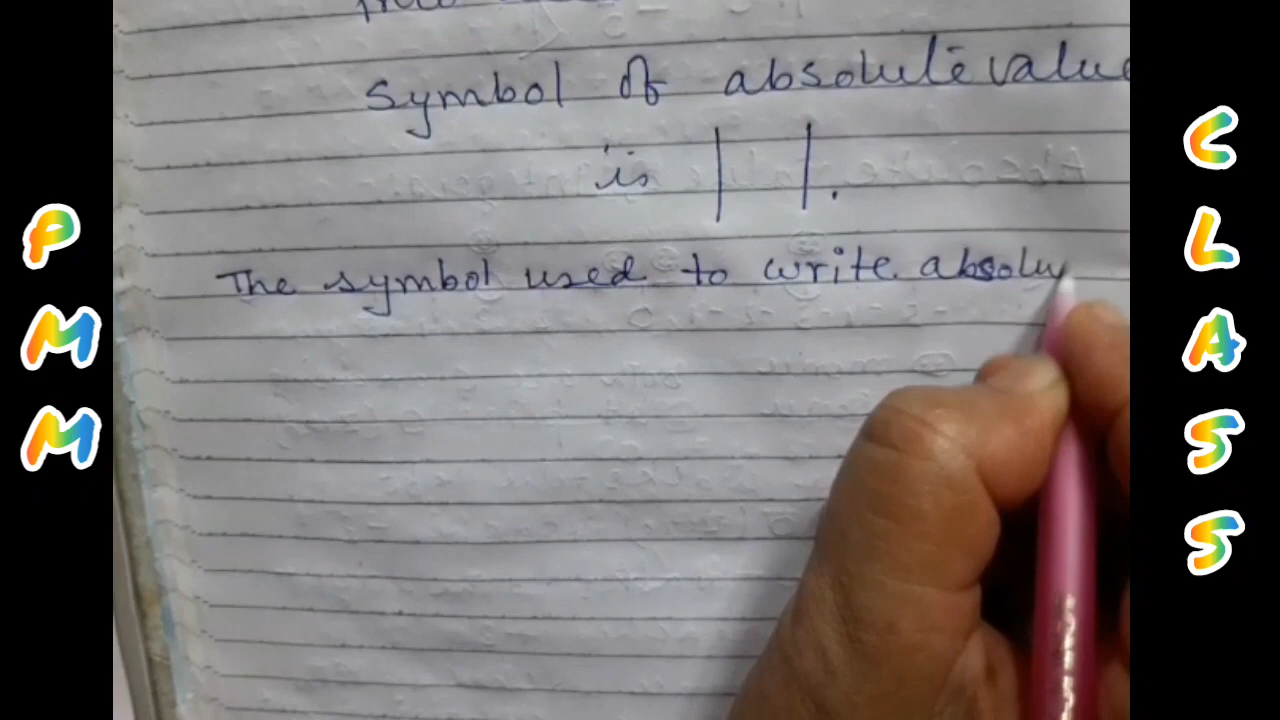 symbol of absolute value
is | |.
The symbol used to write absolu
PMM
CLASS